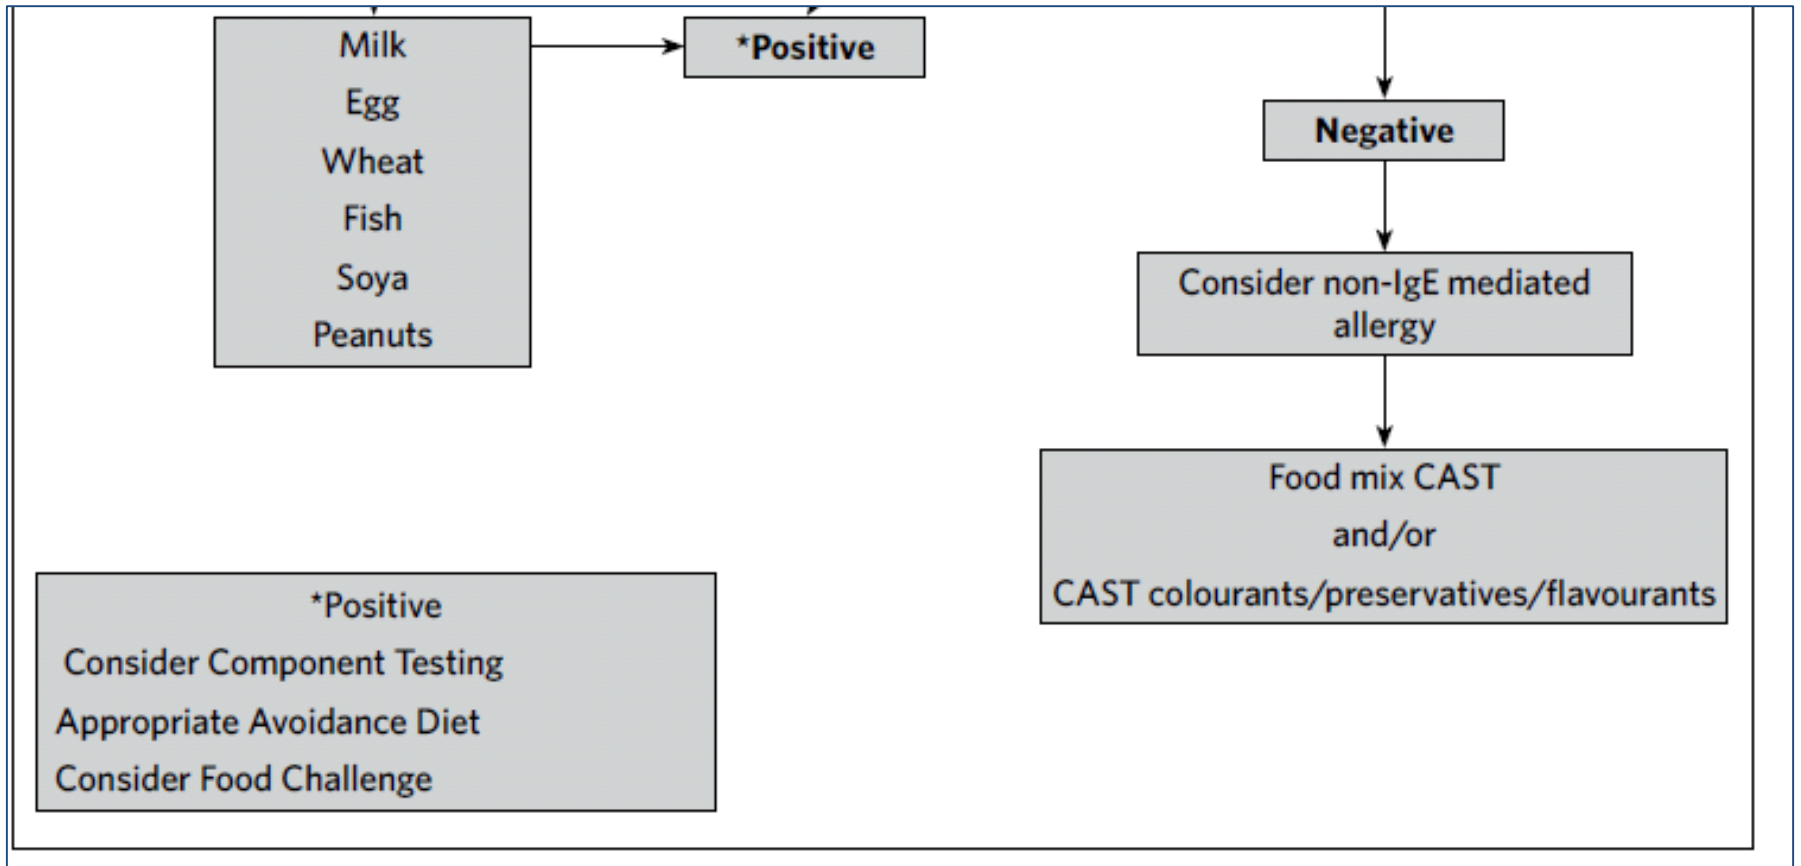 Milk
Egg
Wheat
Fish
Soya
Peanuts
*Positive
Negative
Consider non-IgE mediated
allergy
Food mix CAST
and/or
CAST colourants/preservatives/flavourants
*Positive
Consider Component Testing
Appropriate Avoidance Diet
Consider Food Challenge